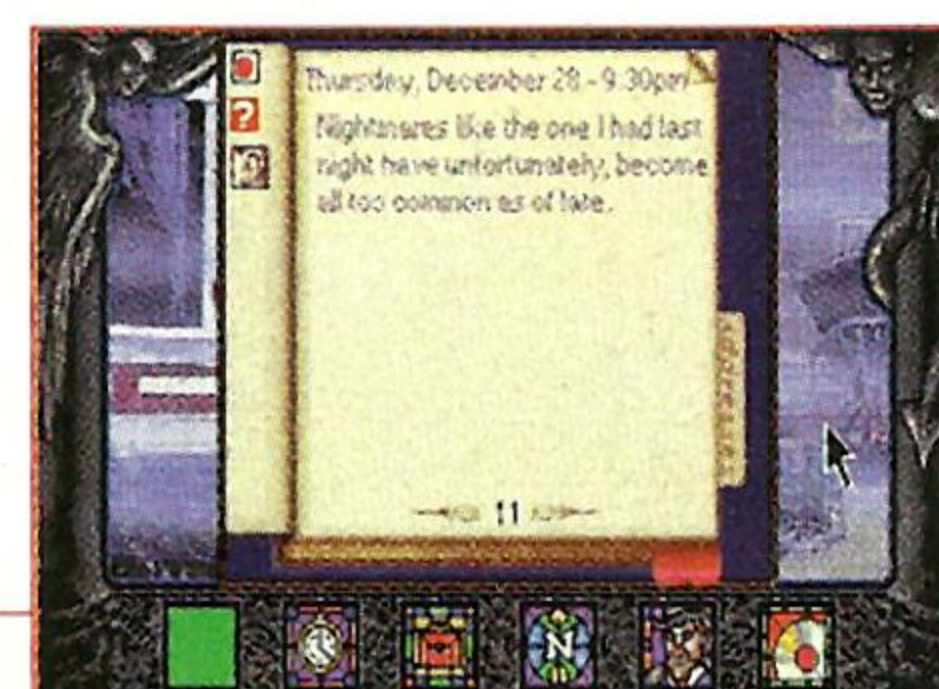 Thursday, December 28 - 9:30pm
Nightmares like the one I had last
night have unfortunately, become
all too common as of late.
11
?
N